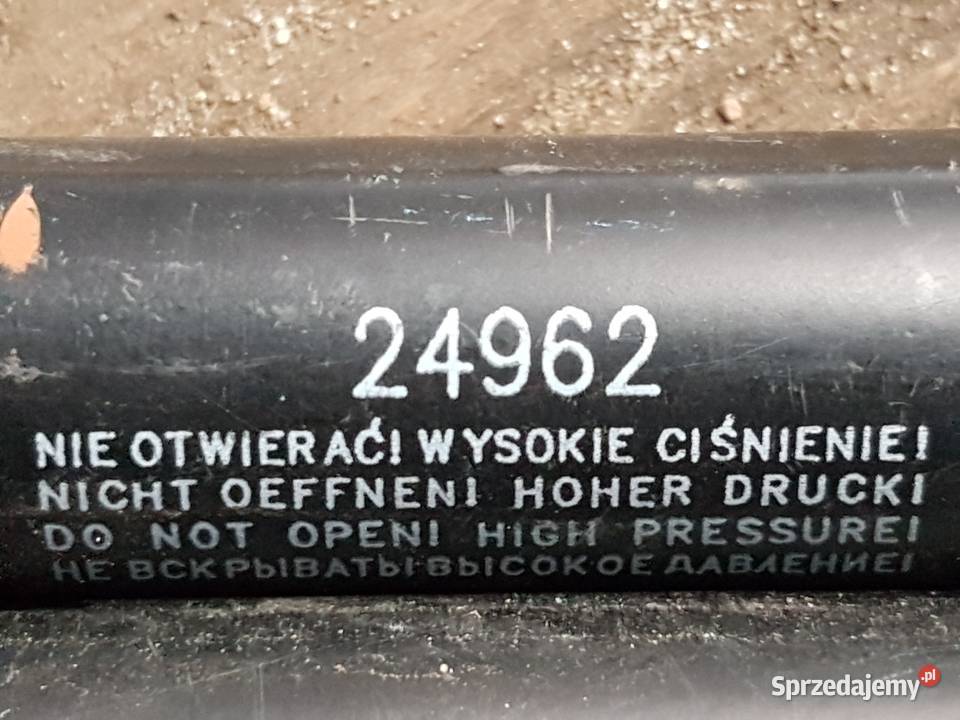 24962
NIE OTWIERAĆ! WYSOKIE CIŚNIENIE!
NICHT OEFFNEN! HOHER DRUCK!
DO NOT OPEN! HIGH PRESSURE!
НЕ ВСКРЫВАТЬ! ВЫСОКОЕ ДАВЛЕНИЕ!
Sprzedajemy.pl